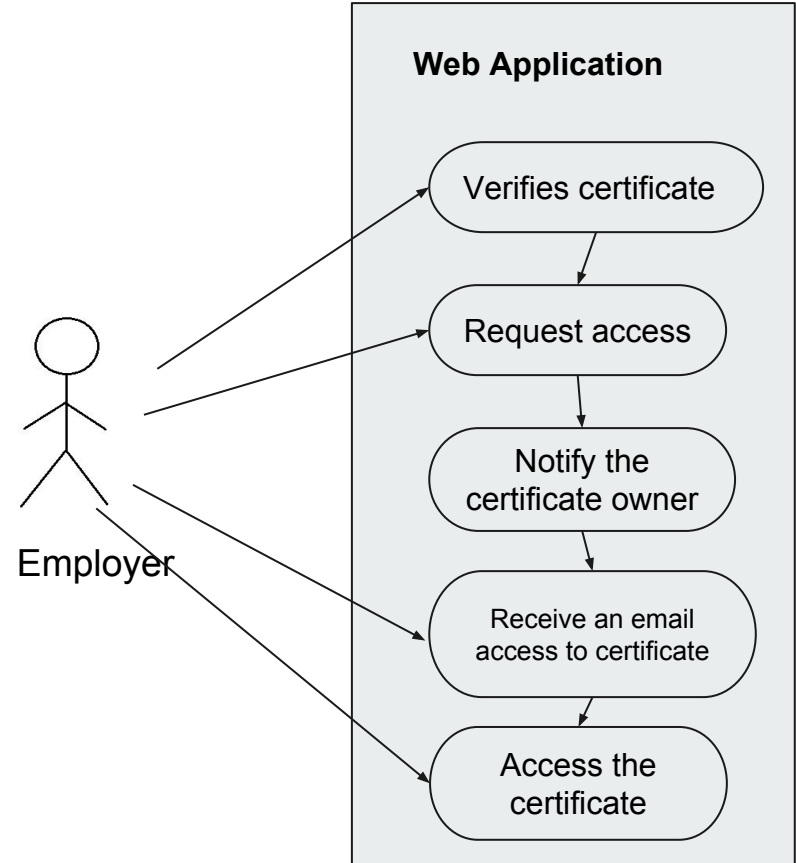 Web Application
Verifies certificate
Request access
Notify the
certificate owner
Employer
Receive an email
access to certificate
Access the
certificate